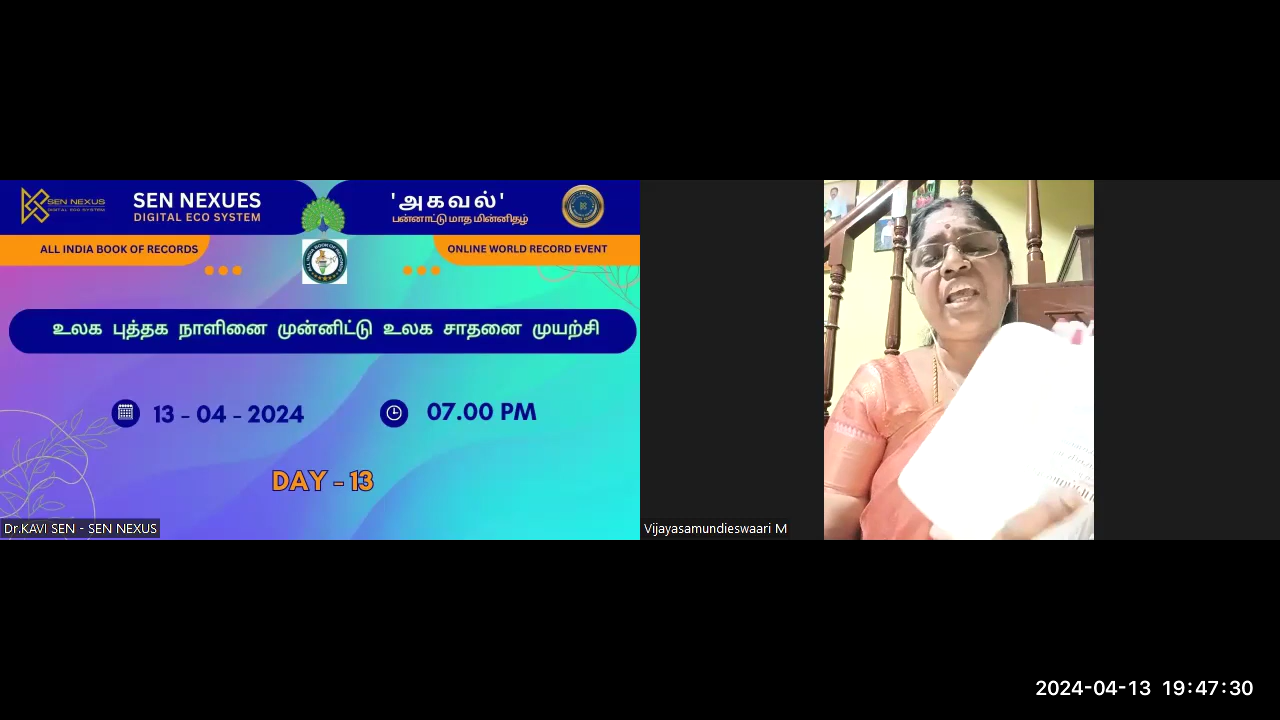 SEN NEXUS
DIGITAL ECO SYSTEM
SEN NEXUES
DIGITAL ECO SYSTEM
'அகவல்'
பன்னாட்டு மாத மின்னிதழ்
ALL INDIA BOOK OF RECORDS
ONLINE WORLD RECORD EVENT
உலக புத்தக நாளினை முன்னிட்டு உலக சாதனை முயற்சி
13 - 04 - 2024
07.00 PM
DAY - 13
Dr.KAVI SEN - SEN NEXUS
Vijayasamundieswaari M
2024-04-13 19:47:30